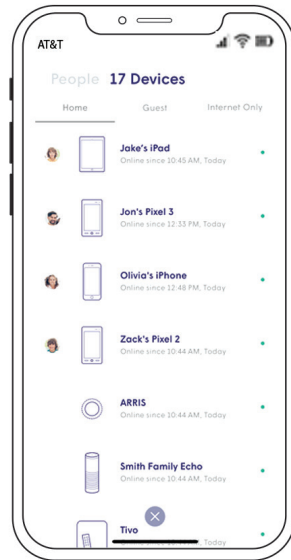 AT&T
People 17 Devices
Home Guest Internet Only
Jake's iPad
Online since 10:45 AM, Today
Jon's Pixel 3
Online since 12:33 PM, Today
Olivia's iPhone
Online since 12:48 PM, Today
Zack's Pixel 2
Online since 10:44 AM, Today
ARRIS
Online since 10:44 AM, Today
Smith Family Echo
Online since 10:44 AM, Today
Tivo